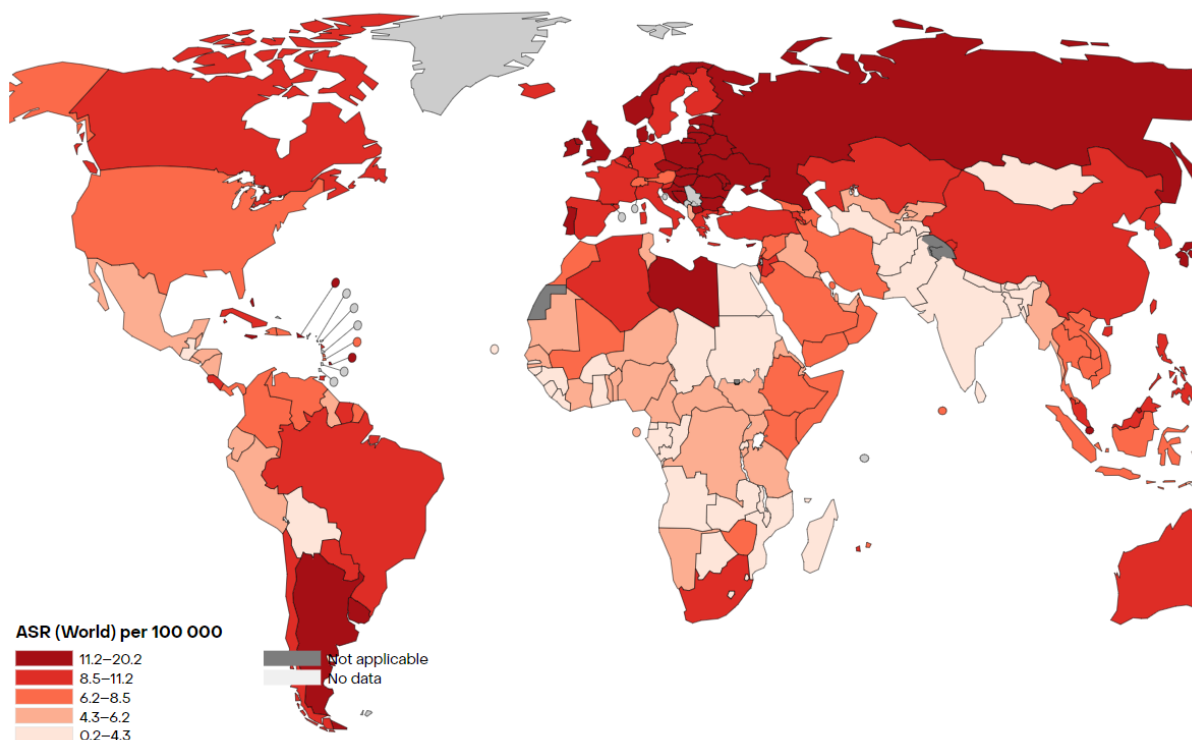 ASR (World) per 100 000
11.2–20.2
8.5–11.2
6.2–8.5
4.3–6.2
0.2–4.3
Not applicable
No data